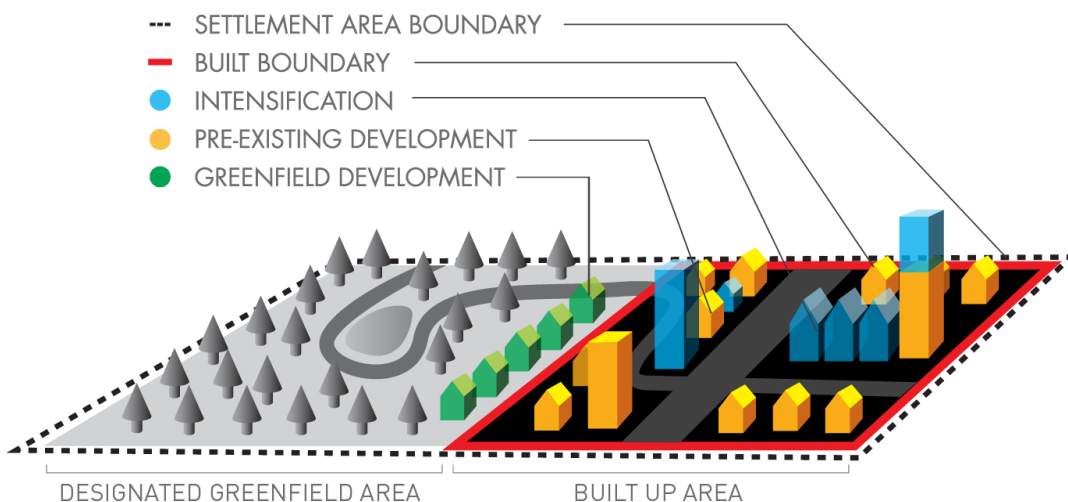 SETTLEMENT AREA BOUNDARY
BUILT BOUNDARY
INTENSIFICATION
PRE-EXISTING DEVELOPMENT
GREENFIELD DEVELOPMENT
DESIGNATED GREENFIELD AREA
BUILT UP AREA